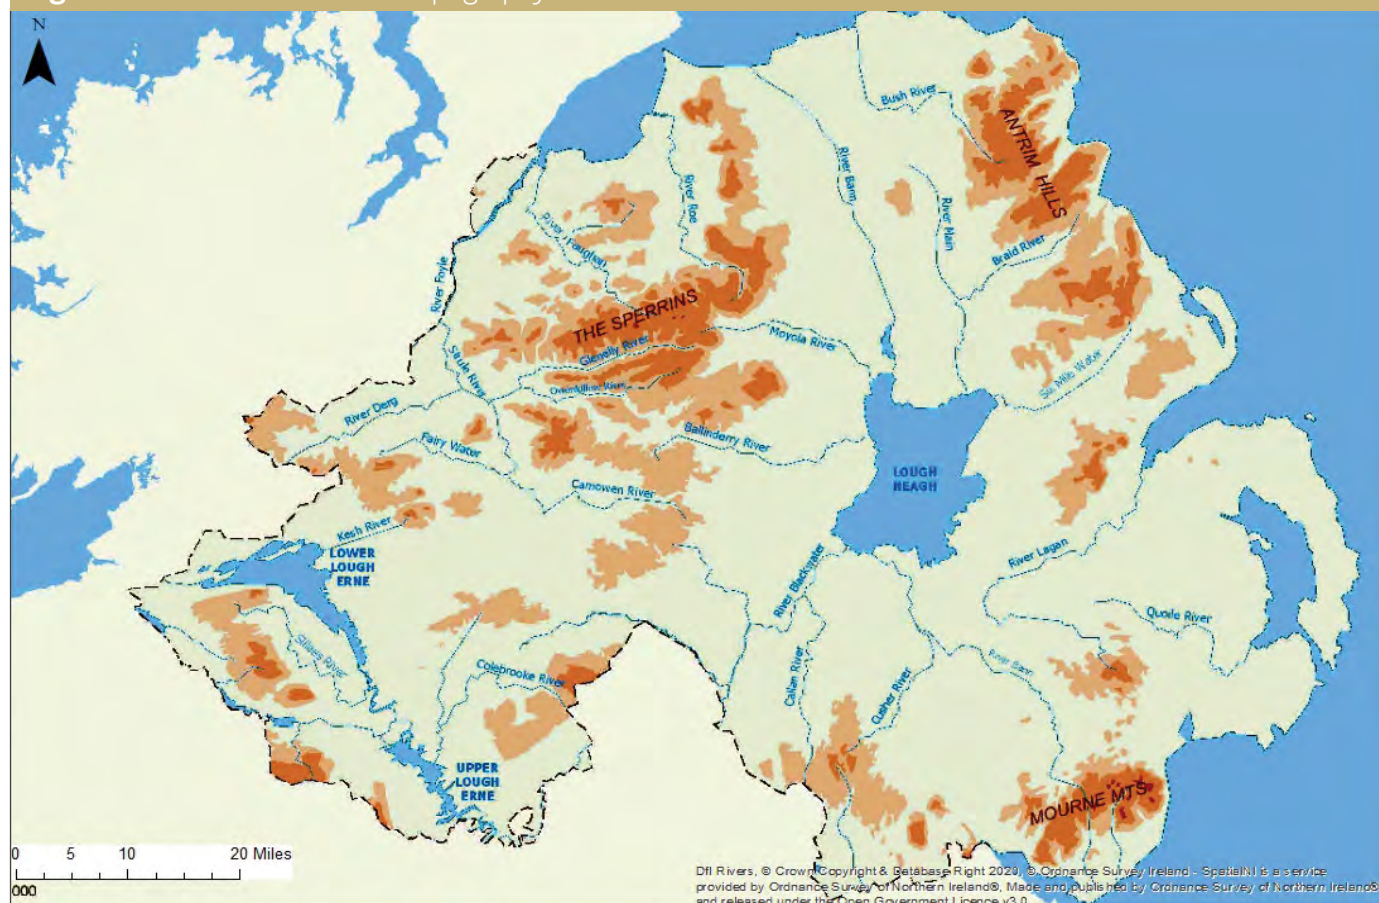 N
Bush River
ANTRIM HILLS
River Bann
River Roe
River Main
River Faughan
Braid River
River Foyle
THE SPERRINS
Moyola River
Glenelly River
Strule River
Owenkillew River
Six Mile Water
River Derg
Fairy Water
Ballinderry River
LOUGH
NEAGH
Camowen River
Kesh River
LOWER
LOUGH
ERNE
River Lagan
River Blackwater
Quoile River
Sillees River
Colebrooke River
Callan River
Cusher River
River Bann
UPPER
LOUGH
ERNE
MOURNE MTS
0 5 10 20 Miles
000
DfI Rivers, © Crown Copyright & Database Right 2020, © Ordnance Survey Ireland - SpatialNI is a service
provided by Ordnance Survey of Northern Ireland®, Made and published by Ordnance Survey of Northern Ireland®
and released under the Open Government Licence v3.0